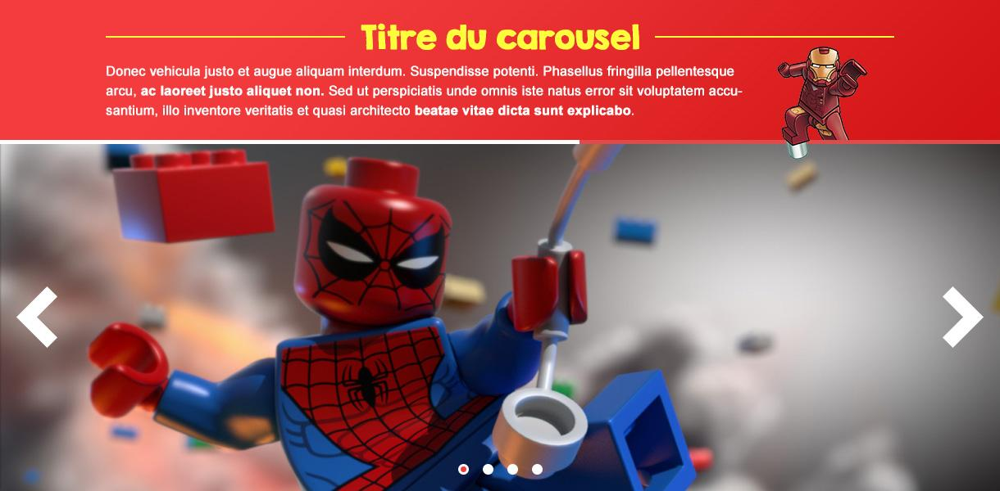 Titre du carousel
Donec vehicula justo et augue aliquam interdum. Suspendisse potenti. Phasellus fringilla pellentesque
arcu, ac laoreet justo aliquet non. Sed ut perspiciatis unde omnis iste natus error sit voluptatem accu-
santium, illo inventore veritatis et quasi architecto beatae vitae dicta sunt explicabo.